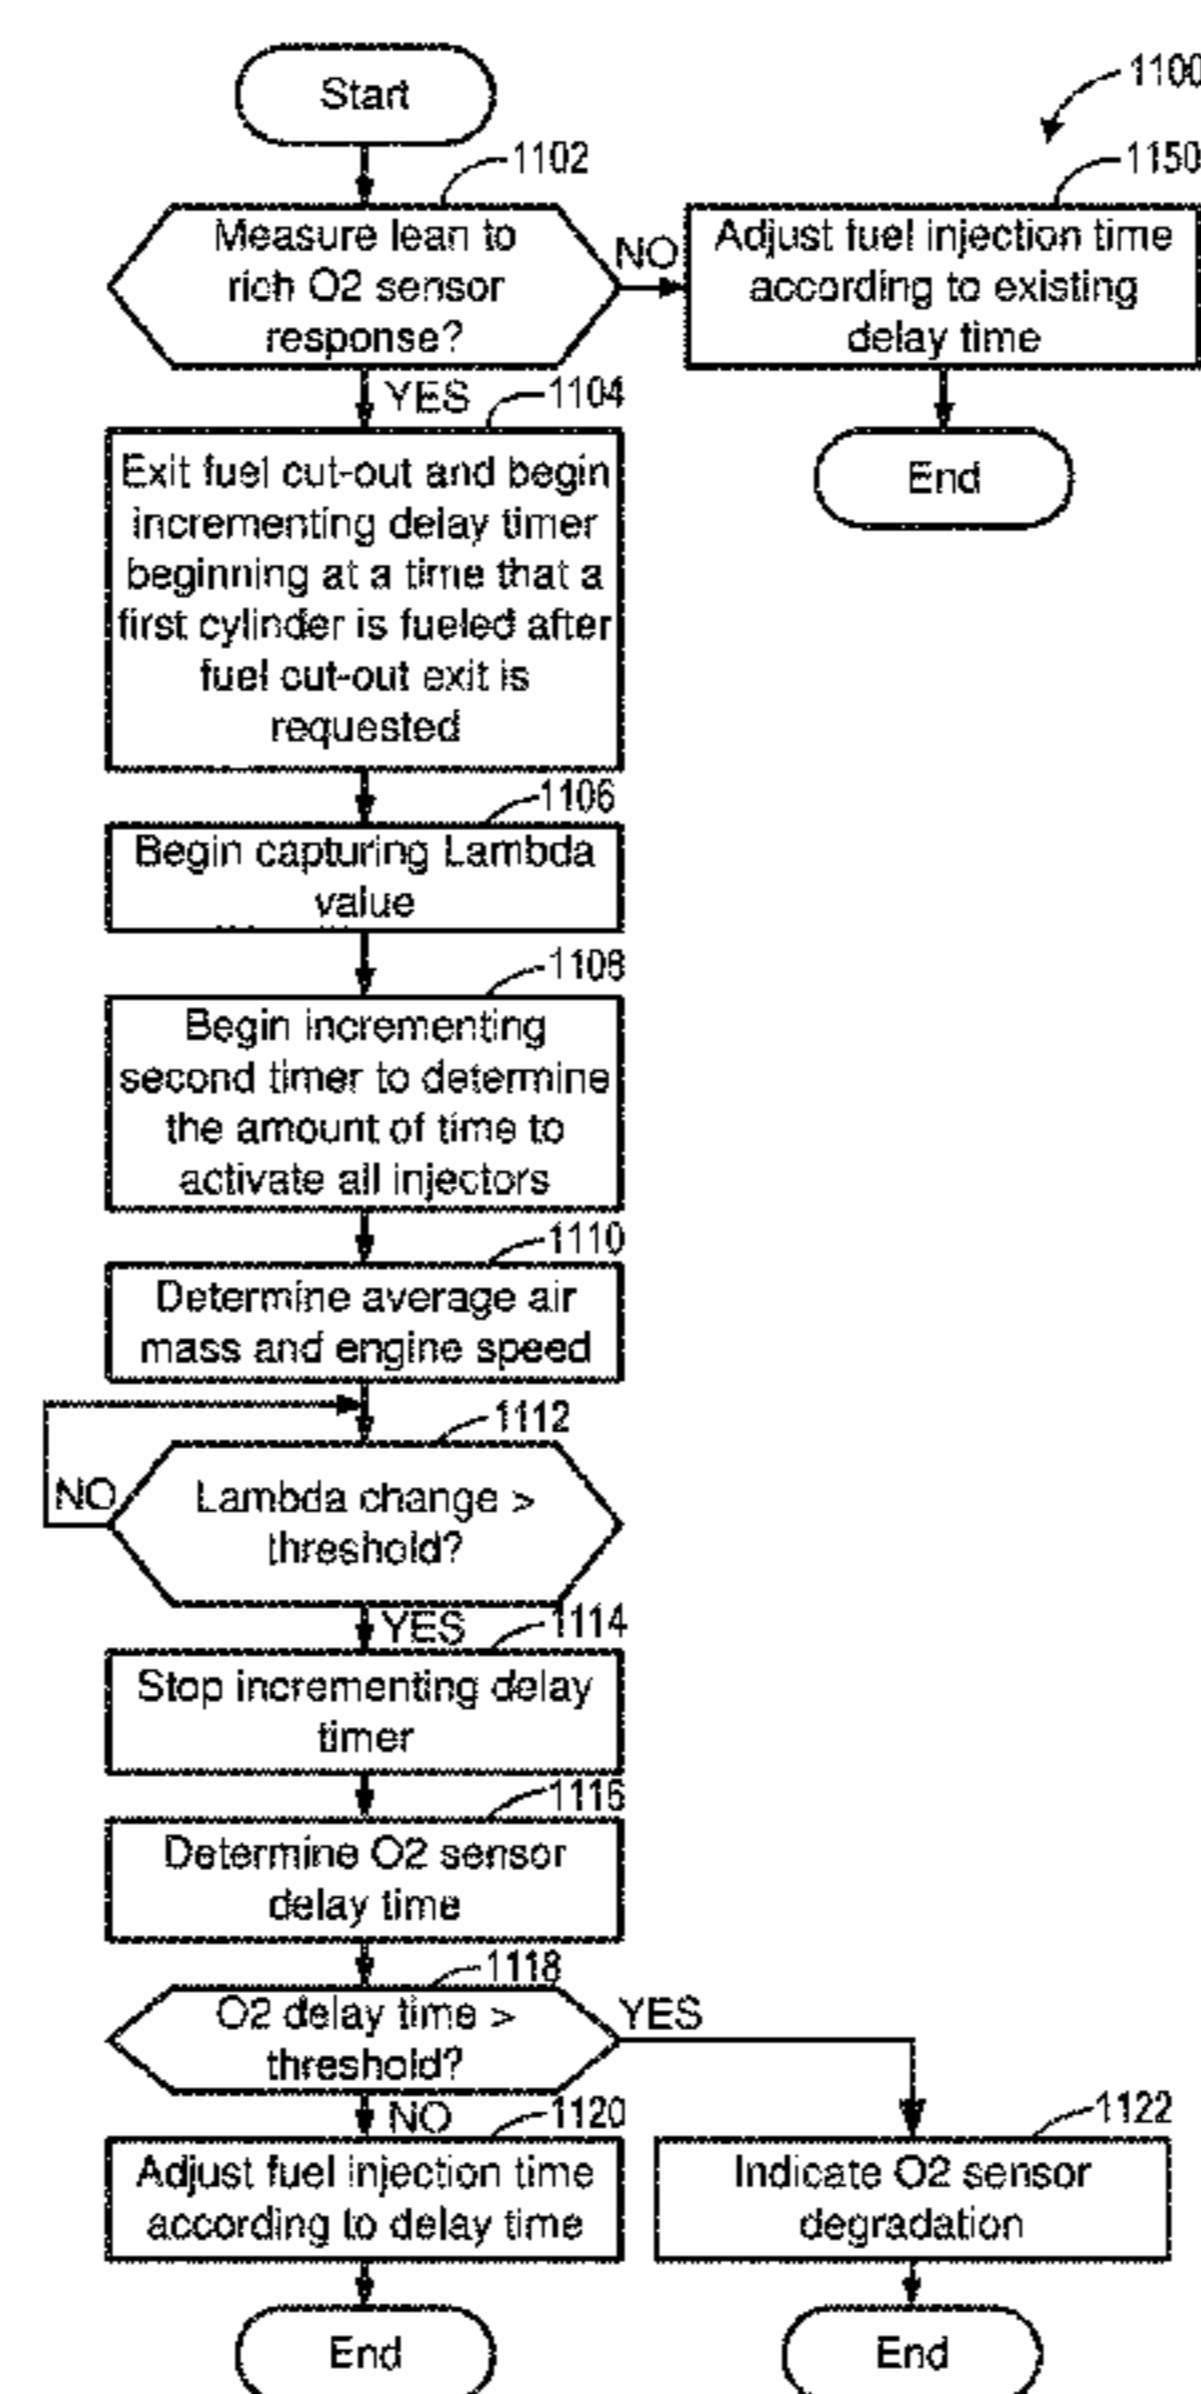 Start
1100
1102
Measure lean to
rich O2 sensor
response?
NO
1150
Adjust fuel injection time
according to existing
delay time
End
YES
1104
Exit fuel cut-out and begin
incrementing delay timer
beginning at a time that a
first cylinder is fueled after
fuel cut-out exit is
requested
1106
Begin capturing Lambda
value
1108
Begin incrementing
second timer to determine
the amount of time to
activate all injectors
1110
Determine average air
mass and engine speed
1112
NO
Lambda change >
threshold?
YES
1114
Stop incrementing delay
timer
1116
Determine O2 sensor
delay time
1118
O2 delay time >
threshold?
YES
NO
1120
Adjust fuel injection time
according to delay time
1122
Indicate O2 sensor
degradation
End
End